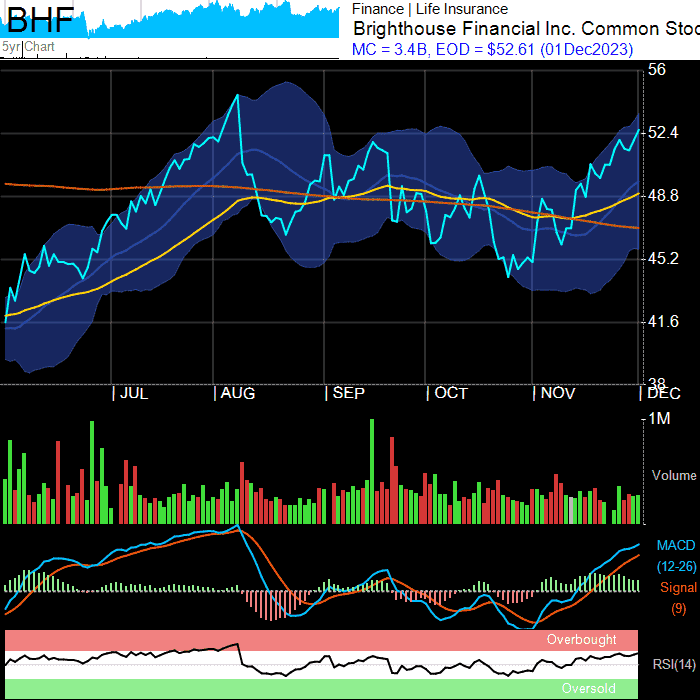 BHF
5yr Chart
Finance | Life Insurance
Brighthouse Financial Inc. Common Stoc
MC = 3.4B, EOD = $52.61 (01Dec2023)
56
52.4
48.8
45.2
41.6
38
JUL AUG SEP OCT NOV DEC
1M
Volume
MACD
(12-26)
Signal
(9)
Overbought
RSI(14)
Oversold